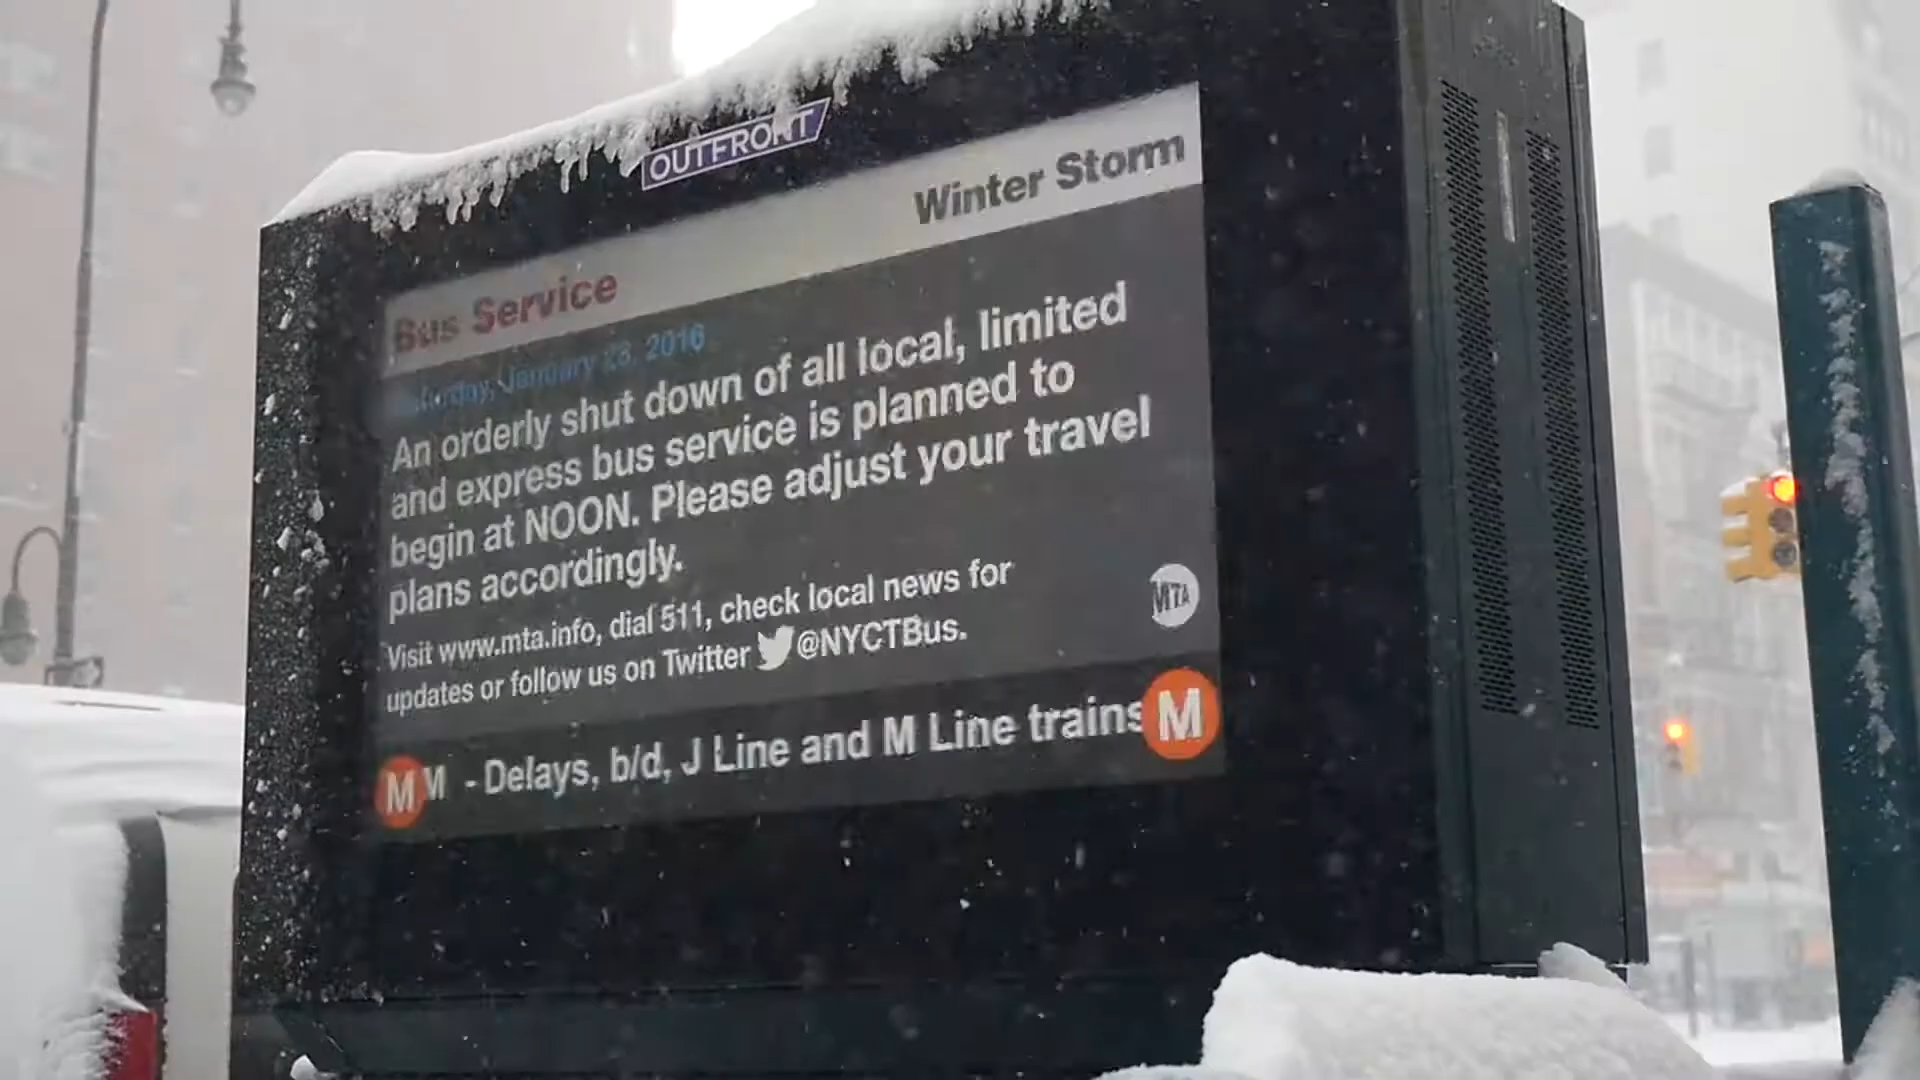 OUTFRONT
Winter Storm
Bus Service
Saturday, January 23, 2016
An orderly shut down of all local, limited
and express bus service is planned to
begin at NOON. Please adjust your travel
plans accordingly.
Visit www.mta.info, dial 511, check local news for
updates or follow us on Twitter @NYCTBus.
MTA
M M - Delays, b/d, J Line and M Line trains M